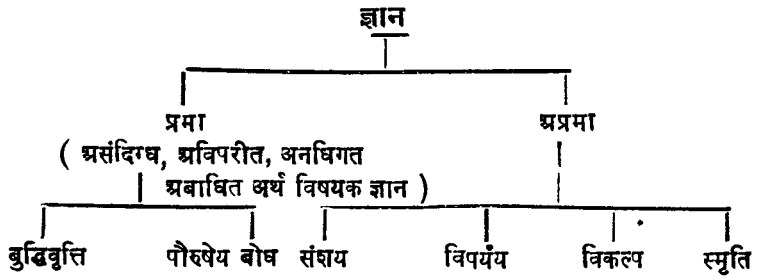 ज्ञान
प्रमा अप्रमा
( असंदिग्ध, अविपरीत, अनधिगत
अबाधित अर्थ विषयक ज्ञान )
बुद्धिवृत्ति पौरुषेय बोध संशय विपर्यय विकल्प स्मृति